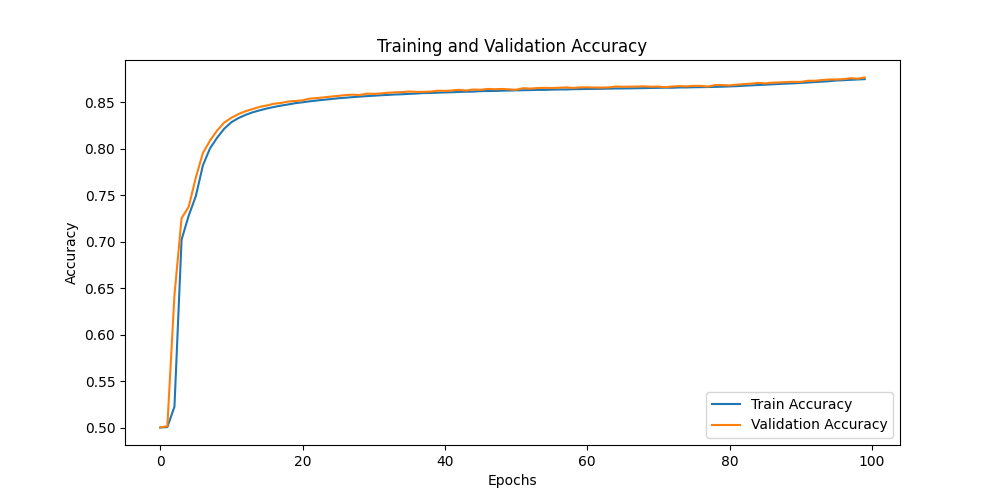 Training and Validation Accuracy
Accuracy
0.85
0.80
0.75
0.70
0.65
0.60
0.55
0.50
0 20 40 60 80 100
Epochs
Train Accuracy
Validation Accuracy